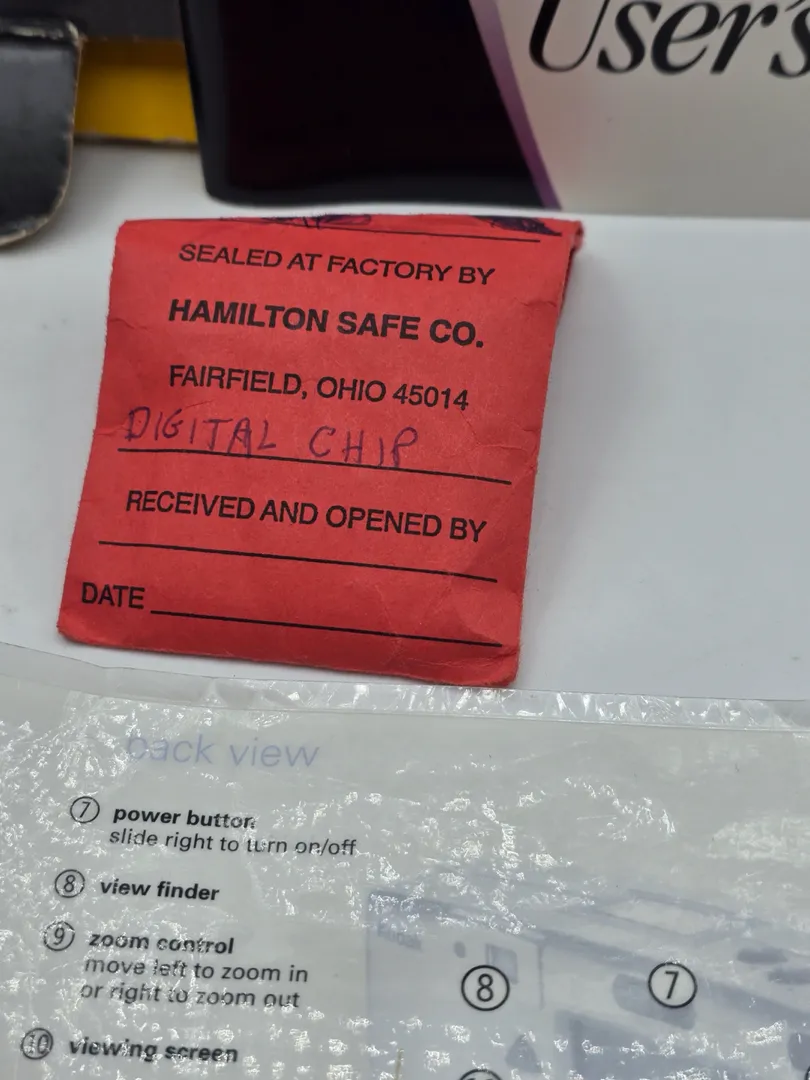 User's
SEALED AT FACTORY BY
HAMILTON SAFE CO.
FAIRFIELD, OHIO 45014
DIGITAL CHIP
RECEIVED AND OPENED BY
DATE
back view
7 power button
slide right to turn on/off
8 view finder
9 zoom control
move left to zoom in
or right to zoom out
10 viewing screen
8
7